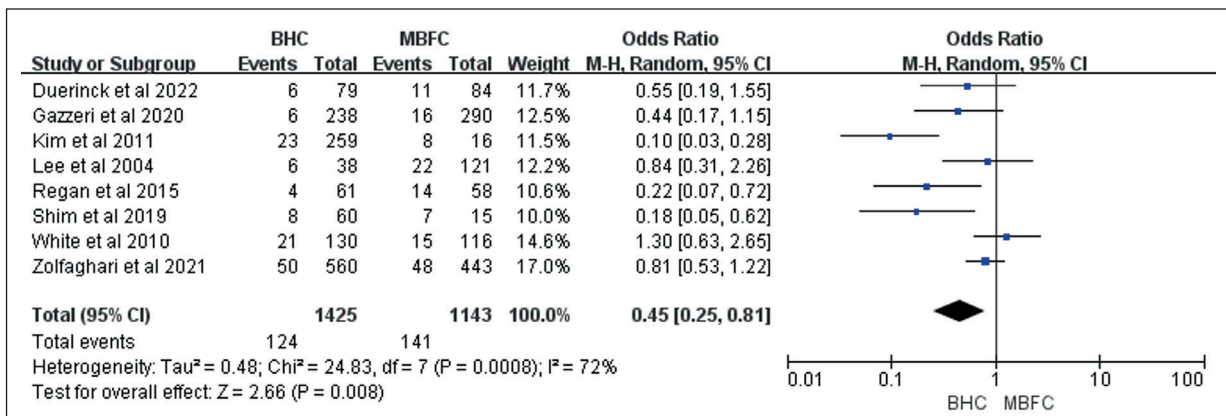 BHC MBFC Odds Ratio Odds Ratio
Study or Subgroup Events Total Events Total Weight M-H, Random, 95% CI M-H, Random, 95% CI
Duerinck et al 2022 6 79 11 84 11.7% 0.55 [0.19, 1.55]
Gazzeri et al 2020 6 238 16 290 12.5% 0.44 [0.17, 1.15]
Kim et al 2011 23 259 8 16 11.5% 0.10 [0.03, 0.28]
Lee et al 2004 6 38 22 121 12.2% 0.84 [0.31, 2.26]
Regan et al 2015 4 61 14 58 10.6% 0.22 [0.07, 0.72]
Shim et al 2019 8 60 7 15 10.0% 0.18 [0.05, 0.62]
White et al 2010 21 130 15 116 14.6% 1.30 [0.63, 2.65]
Zolfaghari et al 2021 50 560 48 443 17.0% 0.81 [0.53, 1.22]
Total (95% CI) 1425 1143 100.0% 0.45 [0.25, 0.81]
Total events 124 141
Heterogeneity: Tau² = 0.48; Chi² = 24.83, df = 7 (P = 0.0008); I² = 72%
Test for overall effect: Z = 2.66 (P = 0.008)
0.01 0.1 1 10 100
BHC MBFC